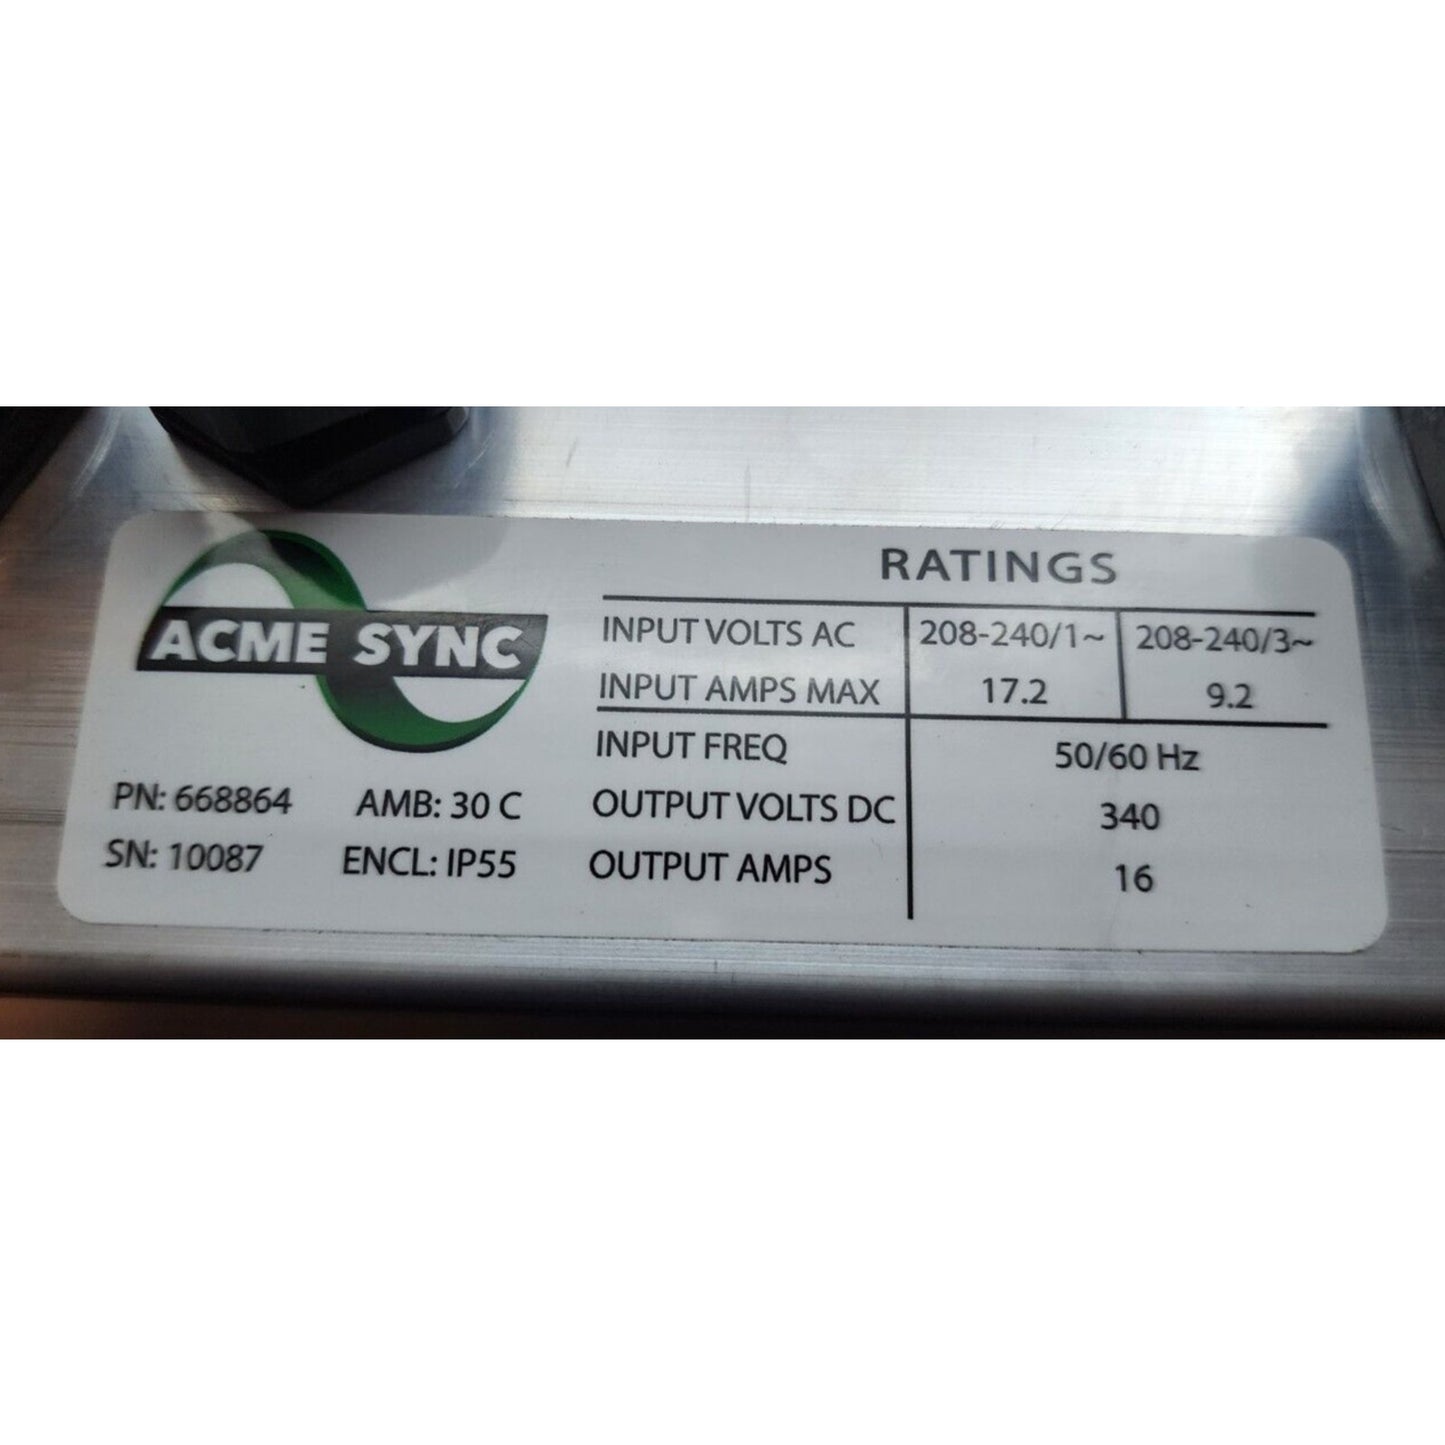 ACME SYNC
PN: 668864 AMB: 30 C
SN: 10087 ENCL: IP55
RATINGS
INPUT VOLTS AC 208-240/1~ 208-240/3~
INPUT AMPS MAX 17.2 9.2
INPUT FREQ 50/60 Hz
OUTPUT VOLTS DC 340
OUTPUT AMPS 16